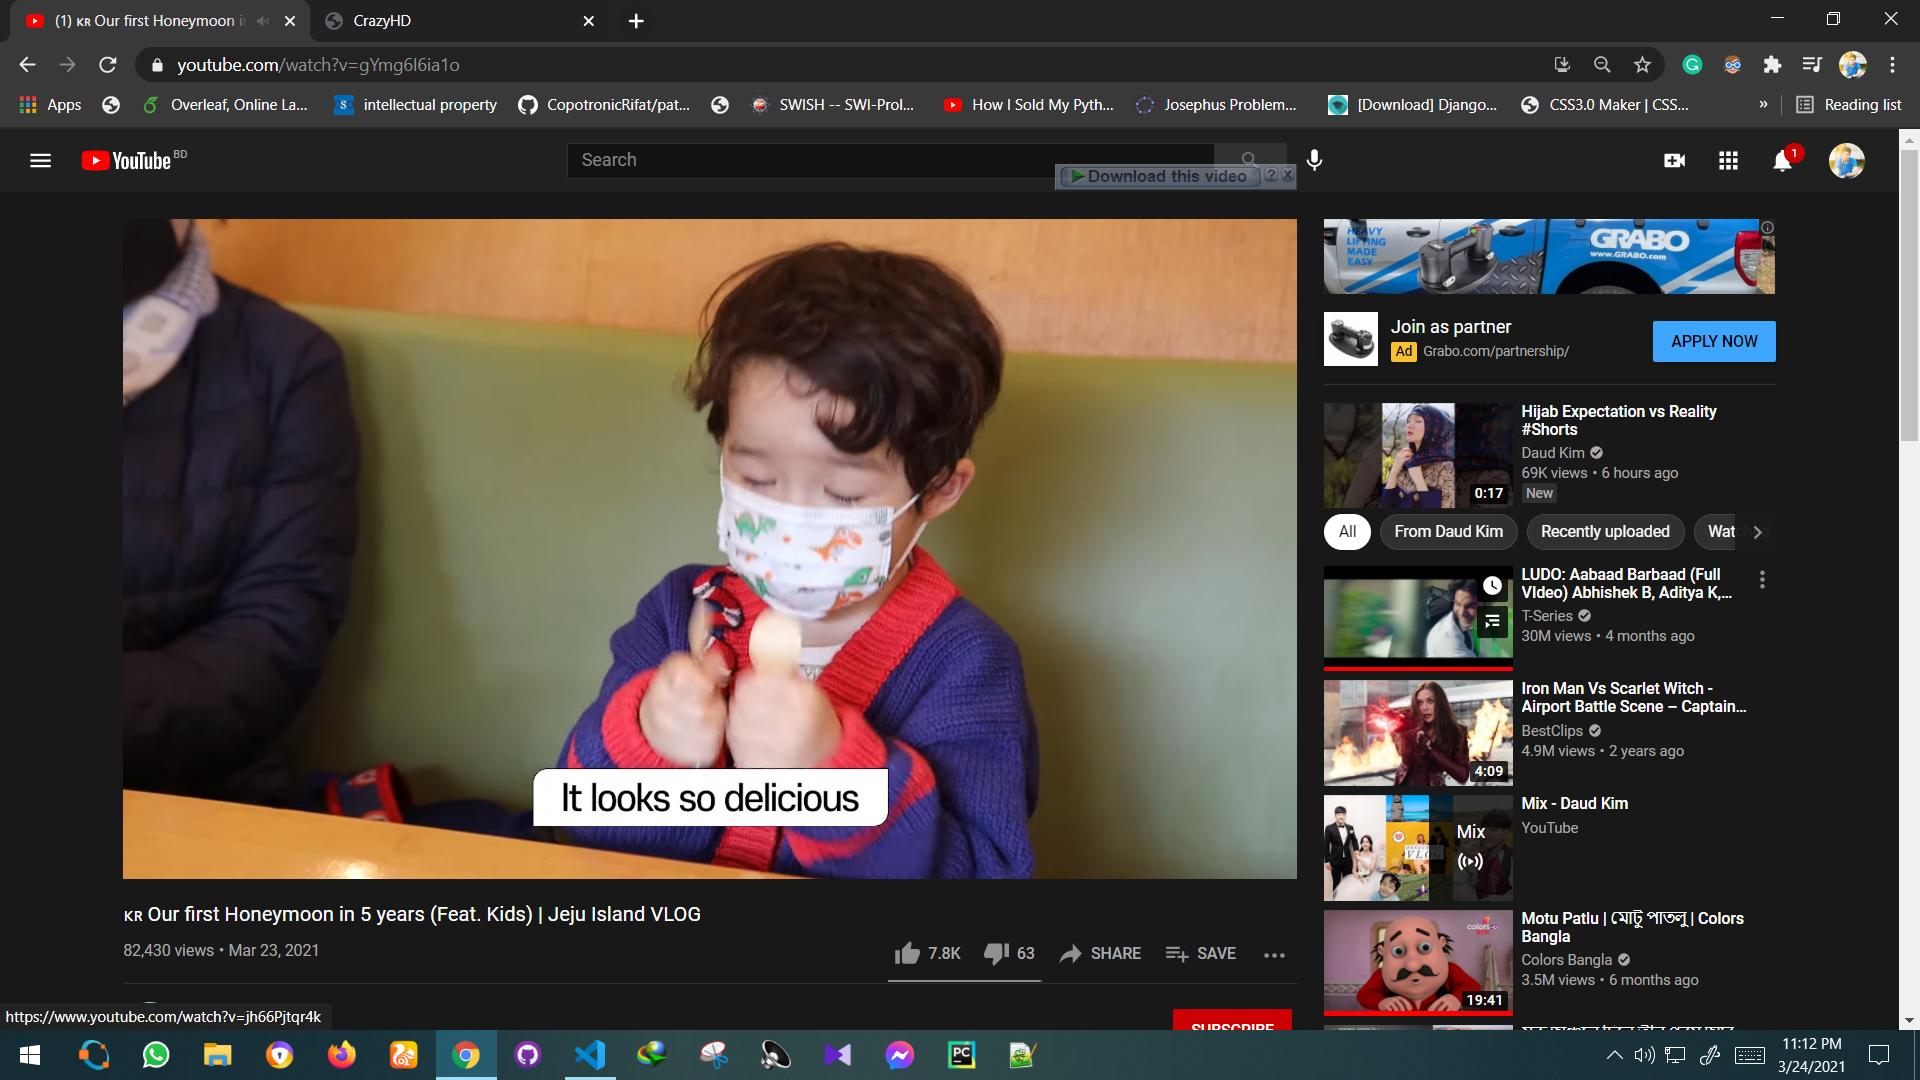 (1) ᴋʀ Our first Honeymoon i
CrazyHD
youtube.com/watch?v=gYmg6I6ia1o
Apps
Overleaf, Online La...
intellectual property
CopotronicRifat/pat...
SWISH -- SWI-Prol...
How I Sold My Pyth...
Josephus Problem...
[Download] Django...
CSS3.0 Maker | CSS...
»
Reading list
YouTube BD
Search
Download this video
1
HEAVY
LIFTING
MADE
EASY
GRABO
www.GRABO.com
Join as partner
Ad Grabo.com/partnership/
APPLY NOW
Hijab Expectation vs Reality
#Shorts
Daud Kim
69K views • 6 hours ago
New
0:17
All
From Daud Kim
Recently uploaded
LUDO: Aabaad Barbaad (Full
VIdeo) Abhishek B, Aditya K,...
T-Series
30M views • 4 months ago
Iron Man Vs Scarlet Witch -
Airport Battle Scene – Captain...
BestClips
4.9M views • 2 years ago
4:09
Mix - Daud Kim
YouTube
Mix
VLOG
Motu Patlu | মোটু পাতলু | Colors
Bangla
Colors Bangla
3.5M views • 6 months ago
colors
19:41
It looks so delicious
ᴋʀ Our first Honeymoon in 5 years (Feat. Kids) | Jeju Island VLOG
82,430 views • Mar 23, 2021
7.8K
63
SHARE
SAVE
SUBSCRIBE
https://www.youtube.com/watch?v=jh66Pjtqr4k
PC
11:12 PM
3/24/2021